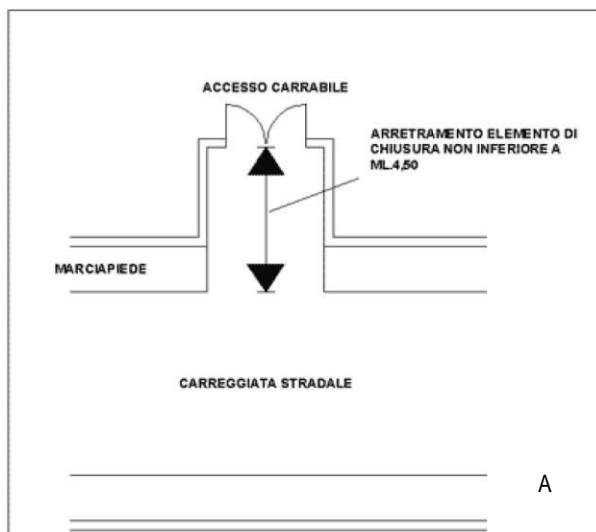 ACCESSO CARRABILE
ARRETRAMENTO ELEMENTO DI
CHIUSURA NON INFERIORE A
ML.4,50
MARCIAPIEDE
CARREGGIATA STRADALE
A